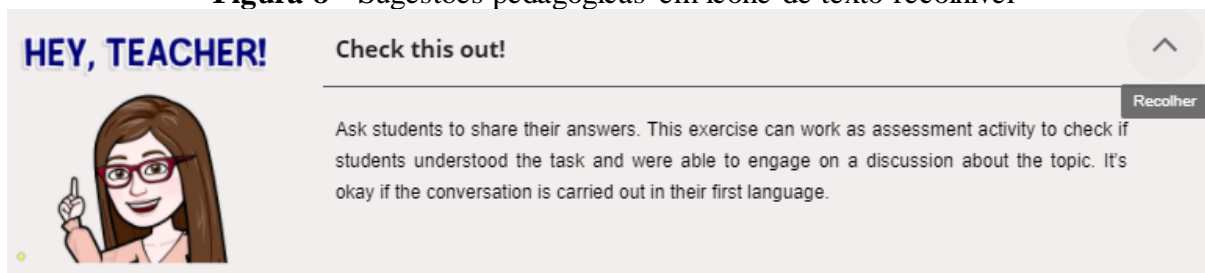 Figura 6 - Sugestões pedagógicas em ícone de texto recolhível
HEY, TEACHER!
Check this out!
Recolher
Ask students to share their answers. This exercise can work as assessment activity to check if
students understood the task and were able to engage on a discussion about the topic. It's
okay if the conversation is carried out in their first language.